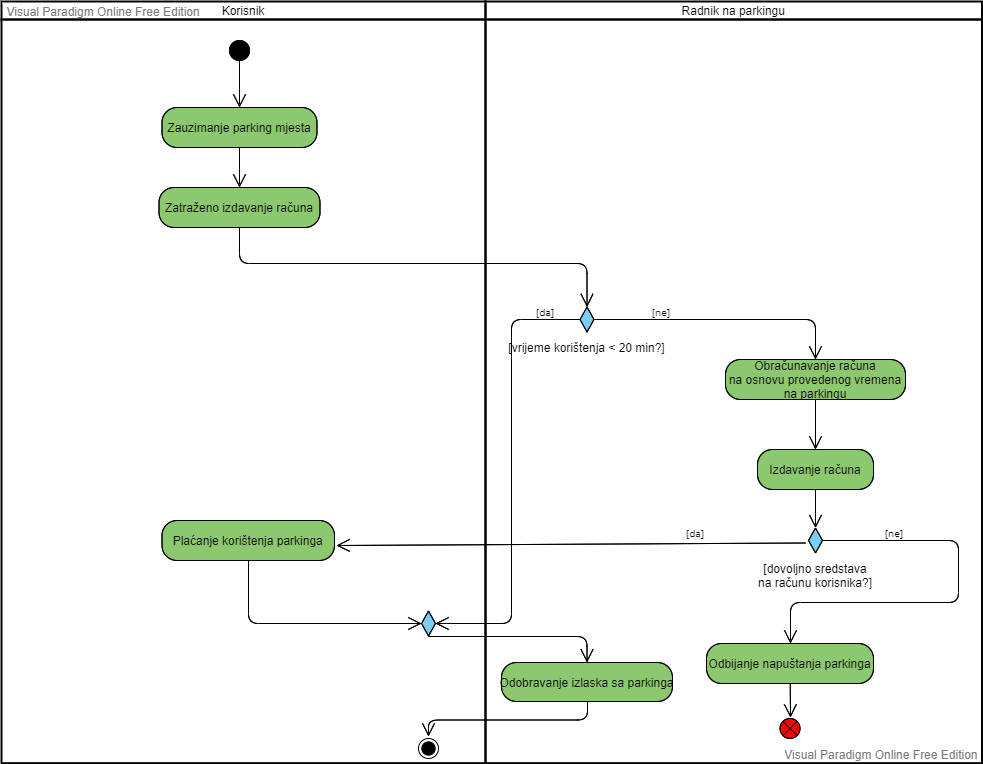 Visual Paradigm Online Free Edition
Korisnik
Radnik na parkingu
Zauzimanje parking mjesta
Zatraženo izdavanje računa
[da]
[ne]
[vrijeme korištenja < 20 min?]
Obračunavanje računa
na osnovu provedenog vremena
na parkingu
Izdavanje računa
Plaćanje korištenja parkinga
[da]
[ne]
[dovoljno sredstava
na računu korisnika?]
Odobravanje izlaska sa parkinga
Odbijanje napuštanja parkinga
Visual Paradigm Online Free Edition